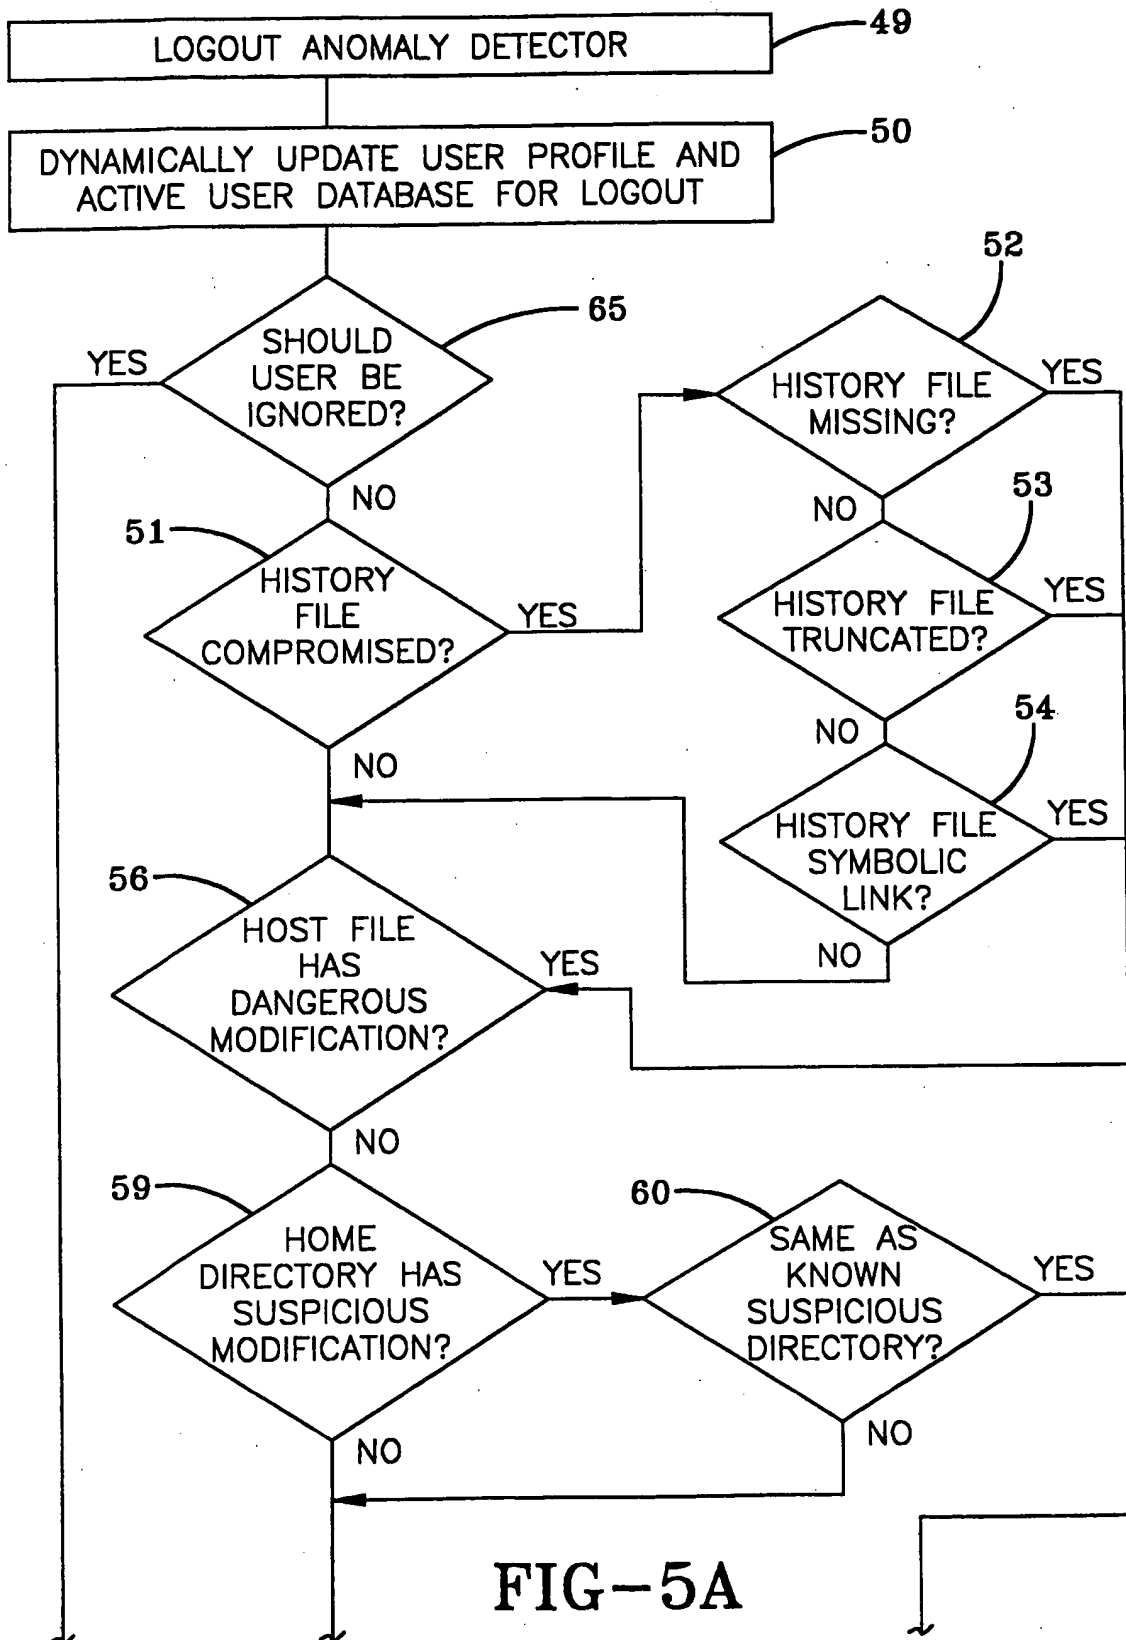 LOGOUT ANOMALY DETECTOR
49
DYNAMICALLY UPDATE USER PROFILE AND
ACTIVE USER DATABASE FOR LOGOUT
50
SHOULD
USER BE
IGNORED?
65
YES
NO
51
HISTORY
FILE
COMPROMISED?
YES
NO
52
HISTORY FILE
MISSING?
YES
NO
53
HISTORY FILE
TRUNCATED?
YES
NO
54
HISTORY FILE
SYMBOLIC
LINK?
YES
NO
56
HOST FILE
HAS
DANGEROUS
MODIFICATION?
YES
NO
59
HOME
DIRECTORY HAS
SUSPICIOUS
MODIFICATION?
YES
NO
60
SAME AS
KNOWN
SUSPICIOUS
DIRECTORY?
YES
NO
FIG-5A